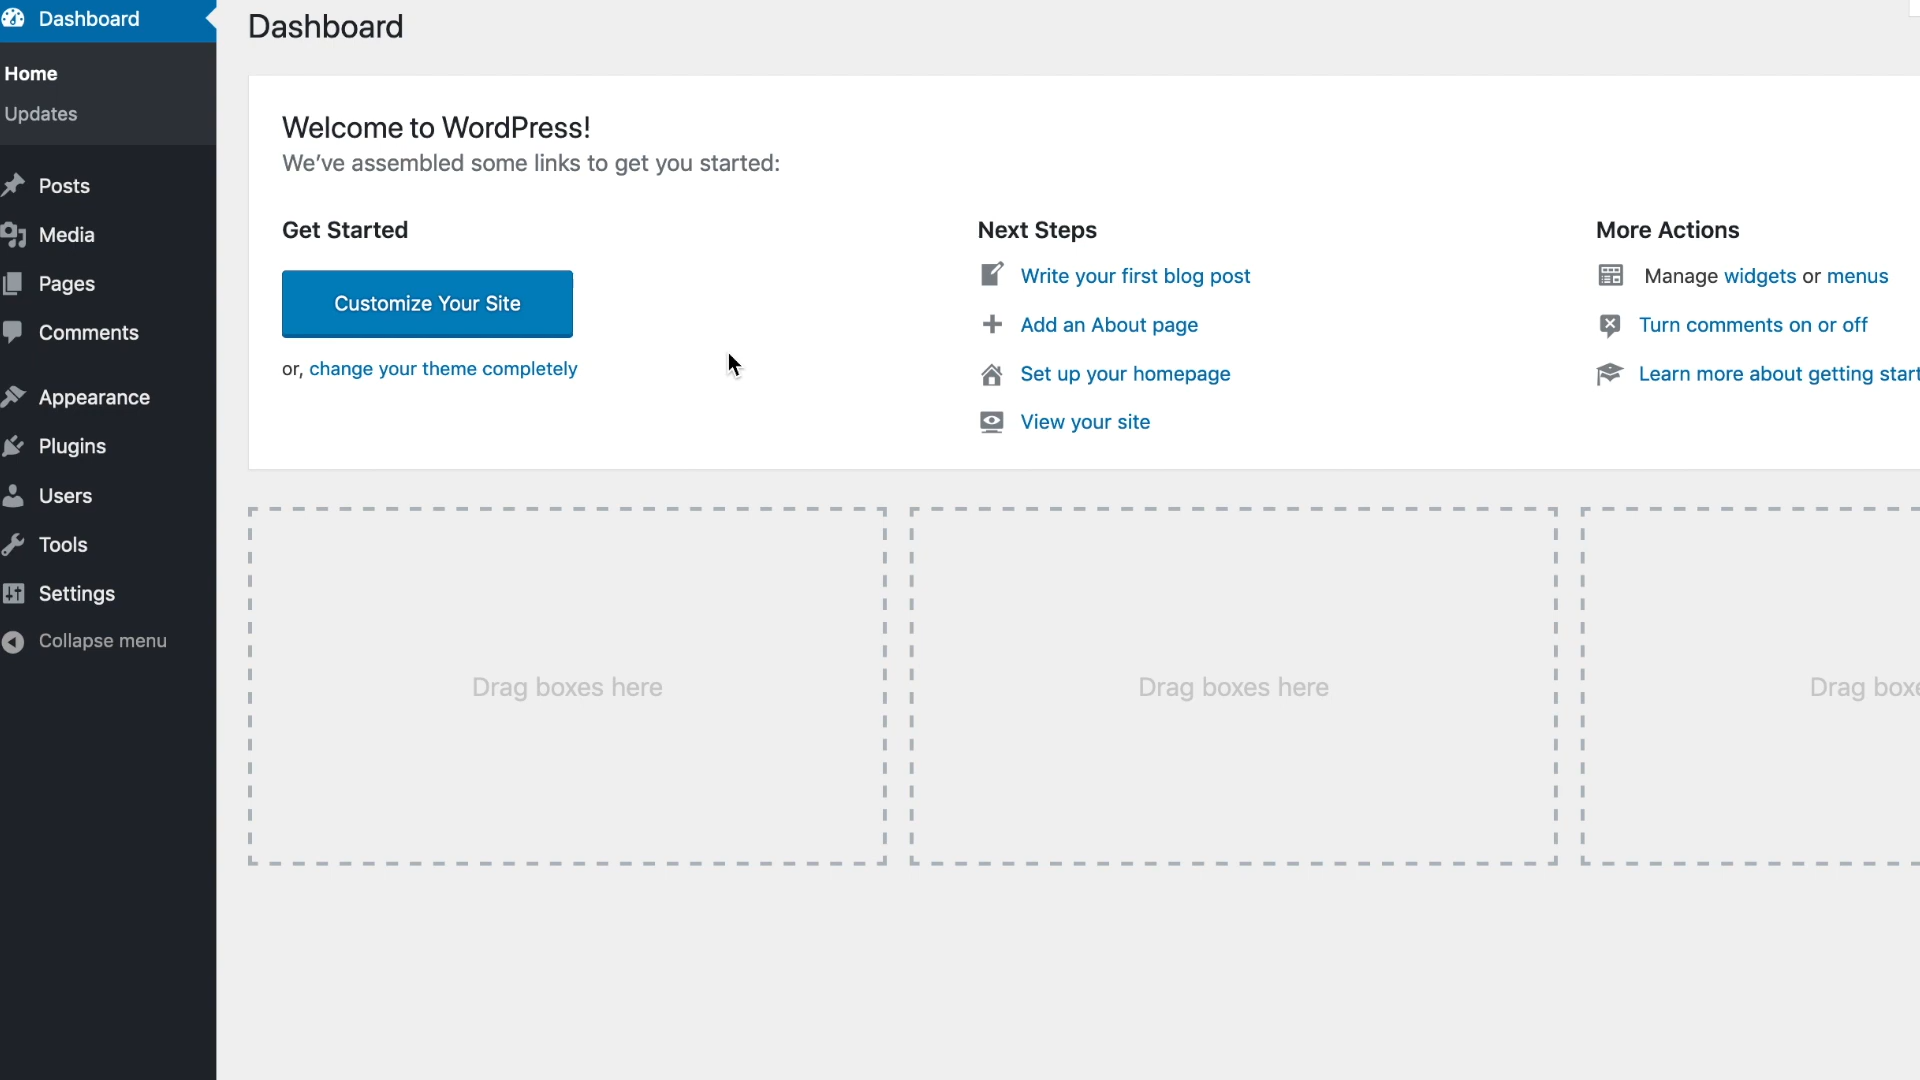 Dashboard
Home
Updates
Posts
Media
Pages
Comments
Appearance
Plugins
Users
Tools
Settings
Collapse menu
Dashboard
Welcome to WordPress!
We've assembled some links to get you started:
Get Started
Customize Your Site
or, change your theme completely
Next Steps
Write your first blog post
Add an About page
Set up your homepage
View your site
More Actions
Manage widgets or menus
Turn comments on or off
Learn more about getting start
Drag boxes here
Drag boxes here
Drag boxe